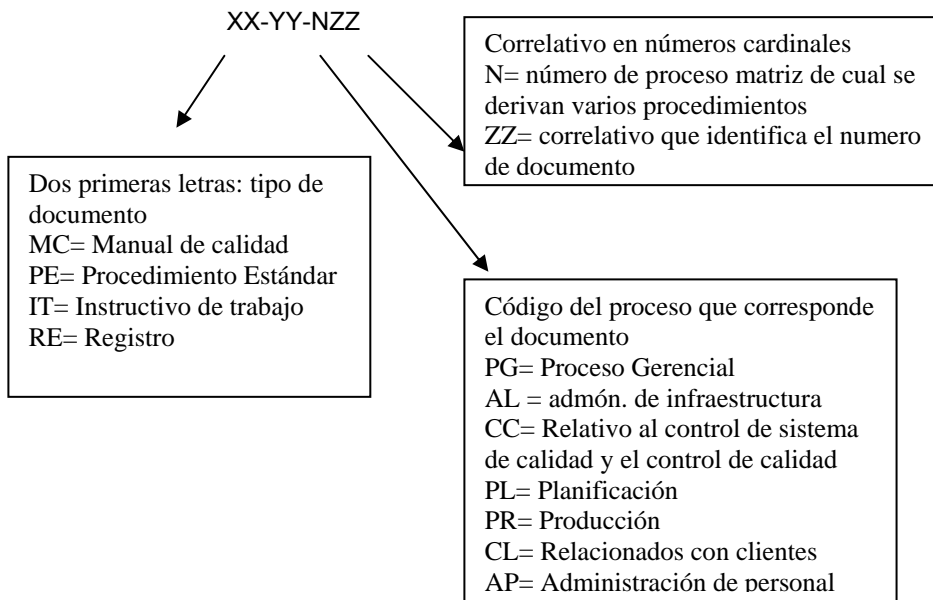 XX-YY-NZZ
Correlativo en números cardinales
N= número de proceso matriz de cual se
derivan varios procedimientos
ZZ= correlativo que identifica el numero
de documento
Dos primeras letras: tipo de
documento
MC= Manual de calidad
PE= Procedimiento Estándar
IT= Instructivo de trabajo
RE= Registro
Código del proceso que corresponde
el documento
PG= Proceso Gerencial
AL = admón. de infraestructura
CC= Relativo al control de sistema
de calidad y el control de calidad
PL= Planificación
PR= Producción
CL= Relacionados con clientes
AP= Administración de personal